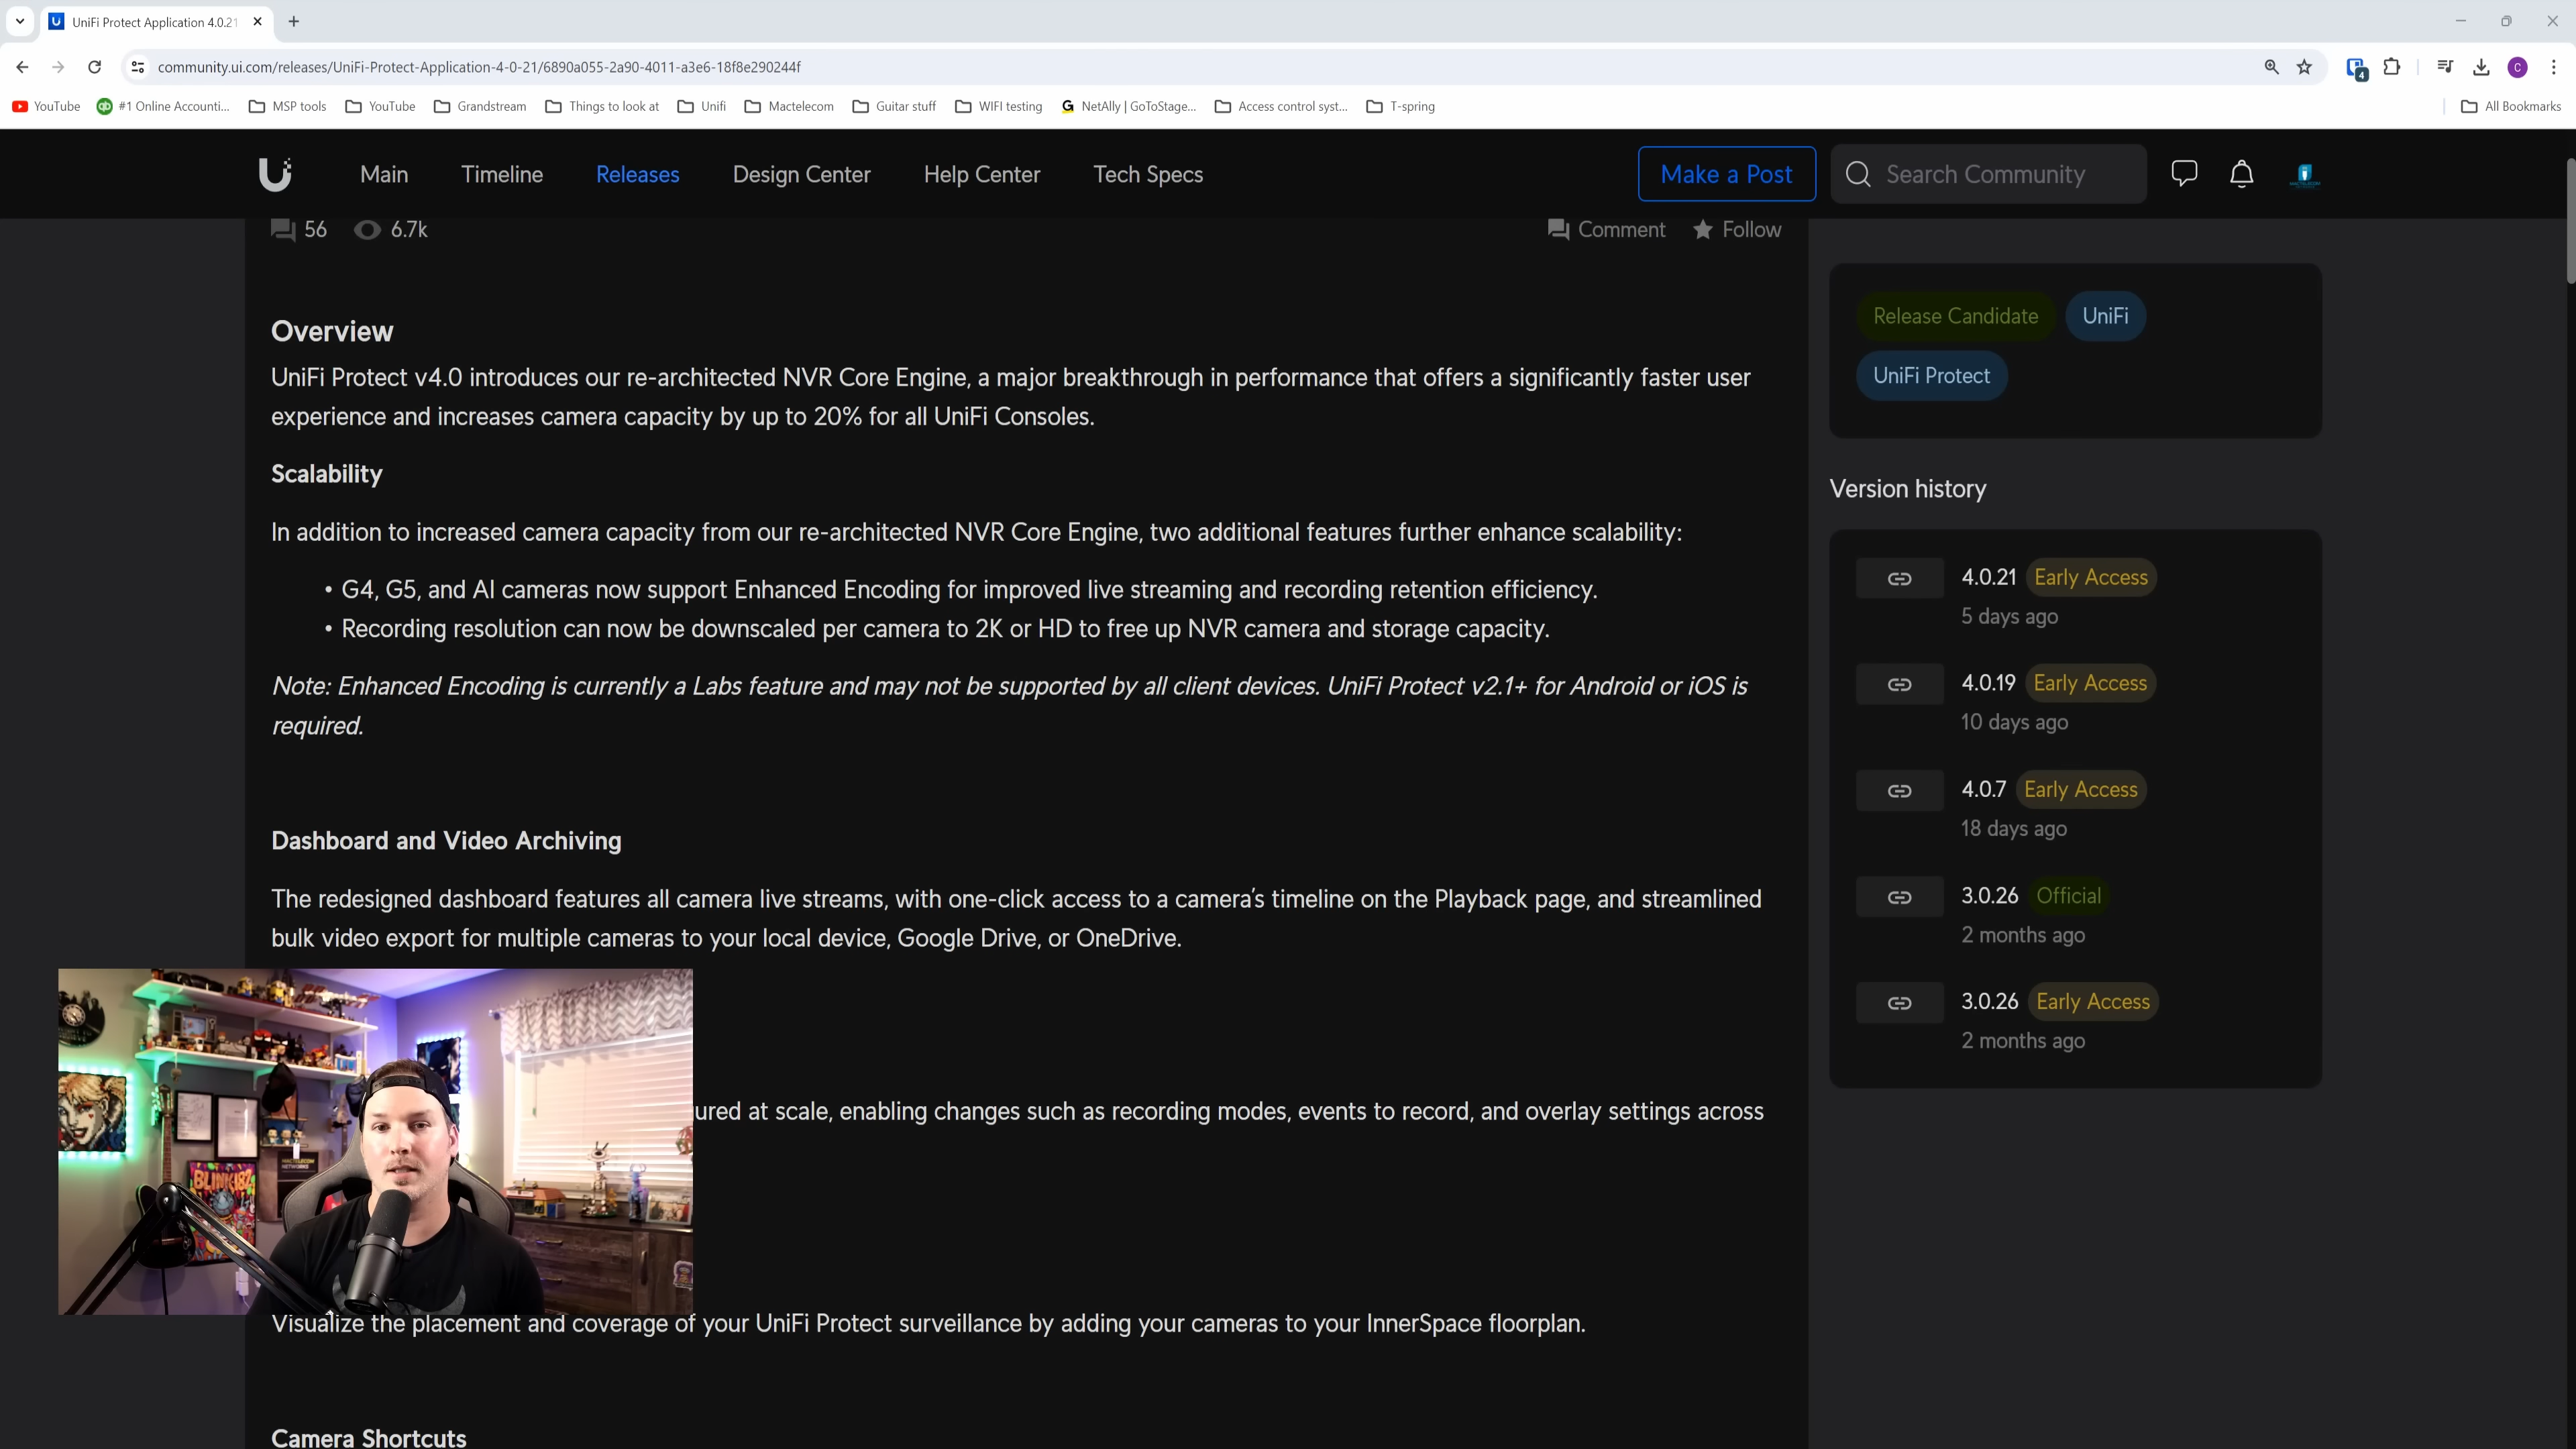 UniFi Protect Application 4.0.21
community.ui.com/releases/UniFi-Protect-Application-4-0-21/6890a055-2a90-4011-a3e6-18f8e290244f
4
C
YouTube
#1 Online Accounti...
MSP tools
YouTube
Grandstream
Things to look at
Unifi
Mactelecom
Guitar stuff
WIFI testing
NetAlly | GoToStage...
Access control syst...
T-spring
All Bookmarks
Main
Timeline
Releases
Design Center
Help Center
Tech Specs
Make a Post
Search Community
56
6.7k
Comment
Follow
Overview
UniFi Protect v4.0 introduces our re-architected NVR Core Engine, a major breakthrough in performance that offers a significantly faster user
experience and increases camera capacity by up to 20% for all UniFi Consoles.
Scalability
In addition to increased camera capacity from our re-architected NVR Core Engine, two additional features further enhance scalability:
• G4, G5, and AI cameras now support Enhanced Encoding for improved live streaming and recording retention efficiency.
• Recording resolution can now be downscaled per camera to 2K or HD to free up NVR camera and storage capacity.
Note: Enhanced Encoding is currently a Labs feature and may not be supported by all client devices. UniFi Protect v2.1+ for Android or iOS is
required.
Dashboard and Video Archiving
The redesigned dashboard features all camera live streams, with one-click access to a camera's timeline on the Playback page, and streamlined
bulk video export for multiple cameras to your local device, Google Drive, or OneDrive.
ured at scale, enabling changes such as recording modes, events to record, and overlay settings across
BLINK182
Visualize the placement and coverage of your UniFi Protect surveillance by adding your cameras to your InnerSpace floorplan.
Camera Shortcuts
Release Candidate
UniFi
UniFi Protect
Version history
4.0.21 Early Access
5 days ago
4.0.19 Early Access
10 days ago
4.0.7 Early Access
18 days ago
3.0.26 Official
2 months ago
3.0.26 Early Access
2 months ago